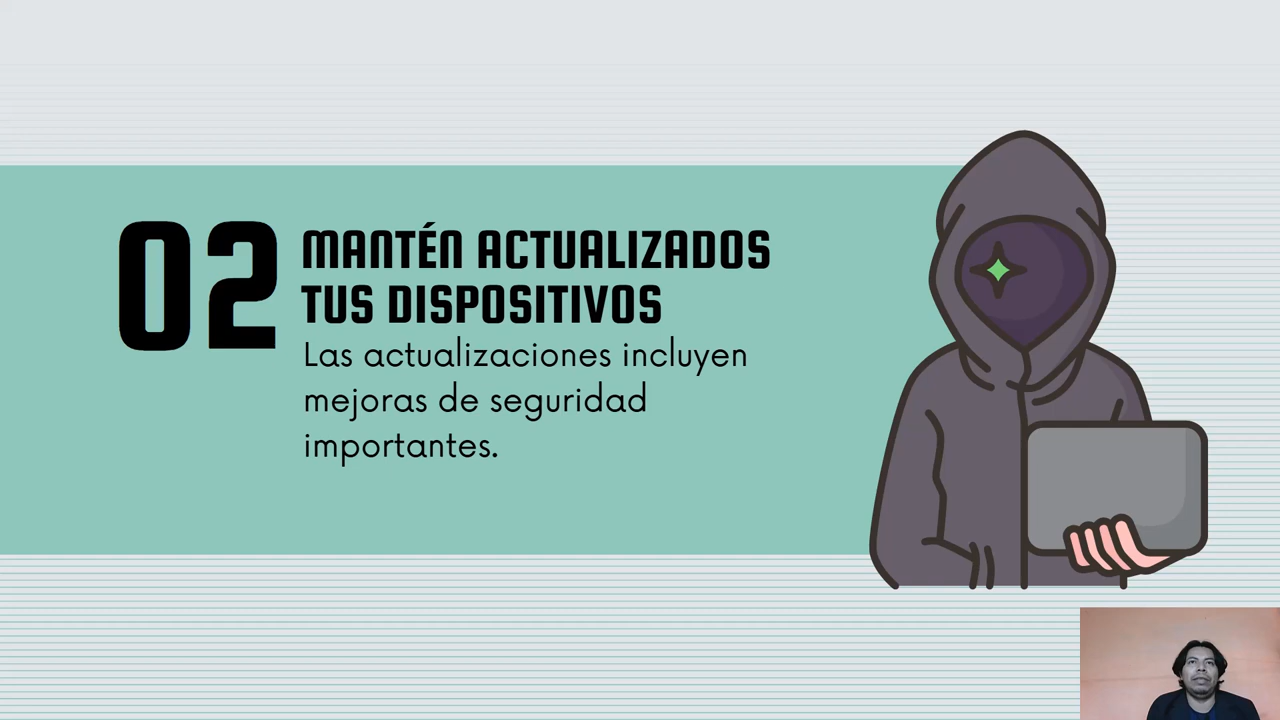 02
MANTÉN ACTUALIZADOS
TUS DISPOSITIVOS
Las actualizaciones incluyen
mejoras de seguridad
importantes.